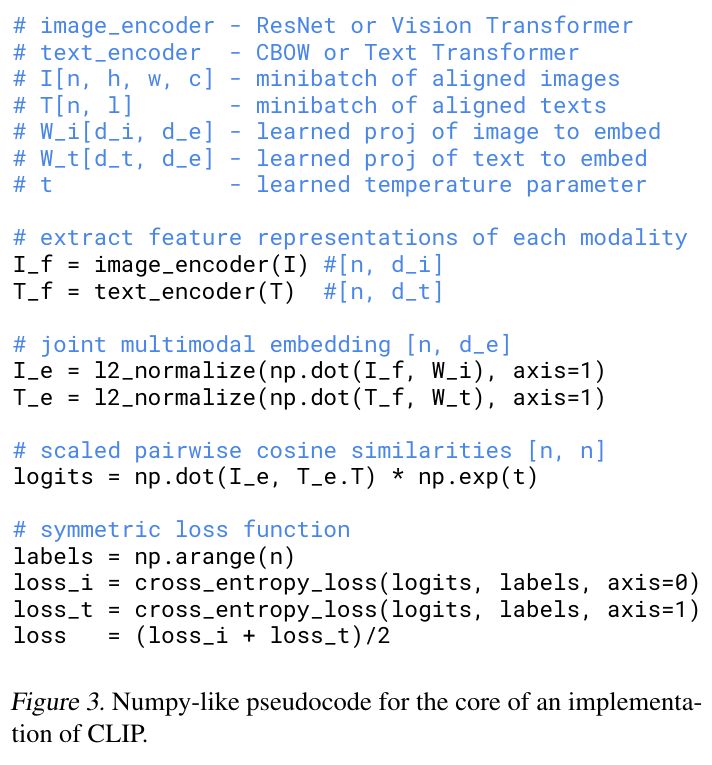 # image_encoder - ResNet or Vision Transformer
# text_encoder  - CBOW or Text Transformer
# I[n, h, w, c] - minibatch of aligned images
# T[n, l]       - minibatch of aligned texts
# W_i[d_i, d_e] - learned proj of image to embed
# W_t[d_t, d_e] - learned proj of text to embed
# t             - learned temperature parameter

# extract feature representations of each modality
I_f = image_encoder(I) #[n, d_i]
T_f = text_encoder(T)  #[n, d_t]

# joint multimodal embedding [n, d_e]
I_e = l2_normalize(np.dot(I_f, W_i), axis=1)
T_e = l2_normalize(np.dot(T_f, W_t), axis=1)

# scaled pairwise cosine similarities [n, n]
logits = np.dot(I_e, T_e.T) * np.exp(t)

# symmetric loss function
labels = np.arange(n)
loss_i = cross_entropy_loss(logits, labels, axis=0)
loss_t = cross_entropy_loss(logits, labels, axis=1)
loss   = (loss_i + loss_t)/2

Figure 3. Numpy-like pseudocode for the core of an implementa-
tion of CLIP.